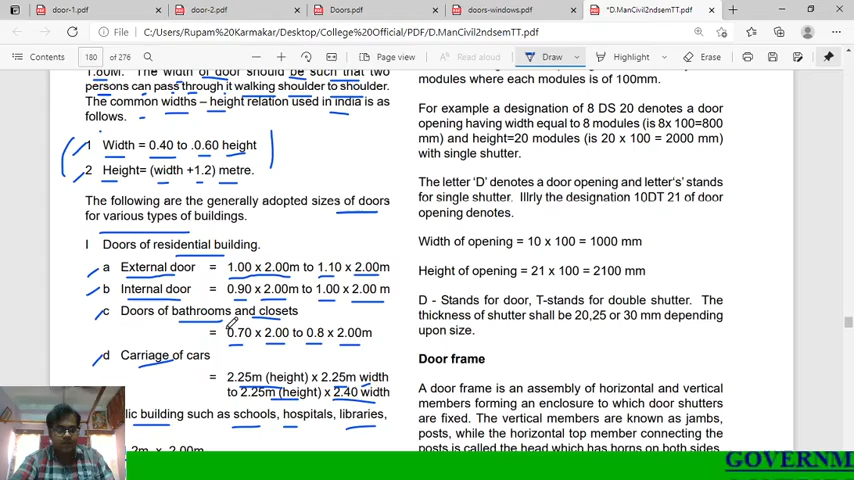 door-1.pdf
door-2.pdf
Doors.pdf
doors-windows.pdf
*D.ManCivil2ndsemTT.pdf
File
C:/Users/Rupam%20Karmakar/Desktop/College%20Official/PDF/D.ManCivil2ndsemTT.pdf
Contents
180 of 276
Page view
Draw
Highlight
Erase
1.80M. The width of door should be such that two
persons can pass through it walking shoulder to shoulder.
The common widths – height relation used in india is as
follows.
1 Width = 0.40 to .0.60 height
2 Height= (width +1.2) metre.
The following are the generally adopted sizes of doors
for various types of buildings.
I Doors of residential building.
a External door = 1.00 x 2.00m to 1.10 x 2.00m
b Internal door = 0.90 x 2.00m to 1.00 x 2.00 m
c Doors of bathrooms and closets
= 0.70 x 2.00 to 0.8 x 2.00m
d Carriage of cars
= 2.25m (height) x 2.25m width
to 2.25m (height) x 2.40 width
lic building such as schools, hospitals, libraries,
modules where each modules is of 100mm.
For example a designation of 8 DS 20 denotes a door
opening having width equal to 8 modules (is 8x 100=800
mm) and height=20 modules (is 20 x 100 = 2000 mm)
with single shutter.
The letter 'D' denotes a door opening and letter's' stands
for single shutter. Illrly the designation 10DT 21 of door
opening denotes.
Width of opening = 10 x 100 = 1000 mm
Height of opening = 21 x 100 = 2100 mm
D - Stands for door, T-stands for double shutter. The
thickness of shutter shall be 20,25 or 30 mm depending
upon size.
Door frame
A door frame is an assembly of horizontal and vertical
members forming an enclosure to which door shutters
are fixed. The vertical members are known as jambs,
posts, while the horizontal top member connecting the
posts is called the head which has horns on both sides.
GOVERNM